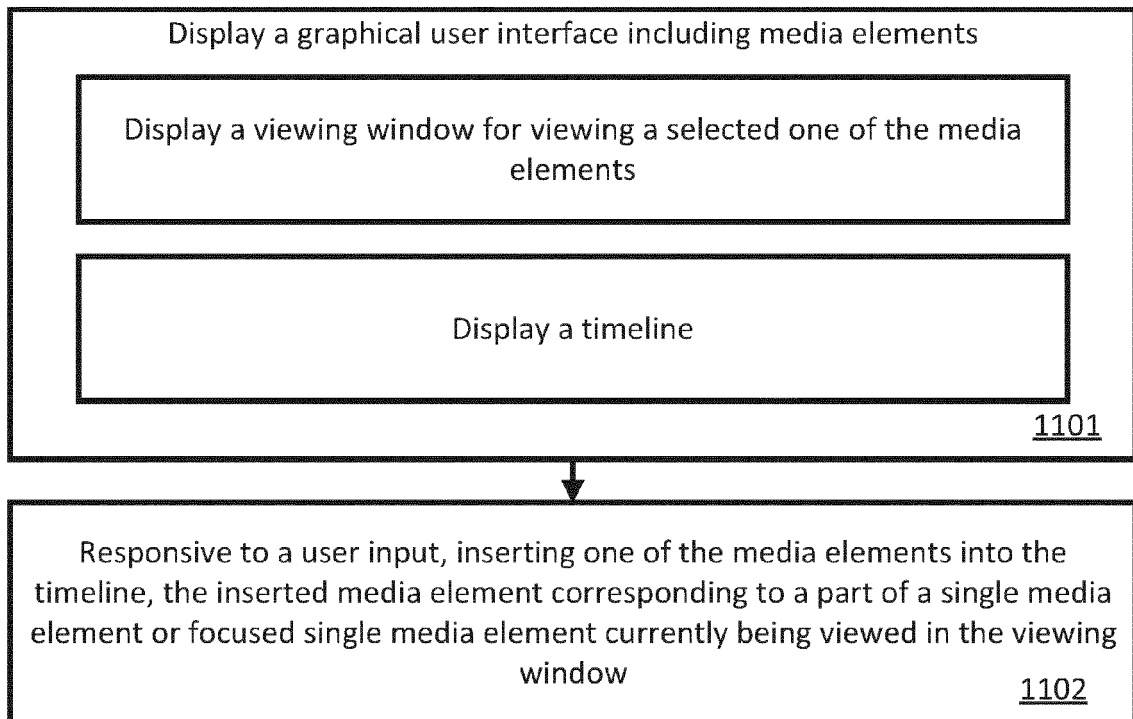 Display a graphical user interface including media elements
Display a viewing window for viewing a selected one of the media
elements
Display a timeline
1101
Responsive to a user input, inserting one of the media elements into the
timeline, the inserted media element corresponding to a part of a single media
element or focused single media element currently being viewed in the viewing
window
1102